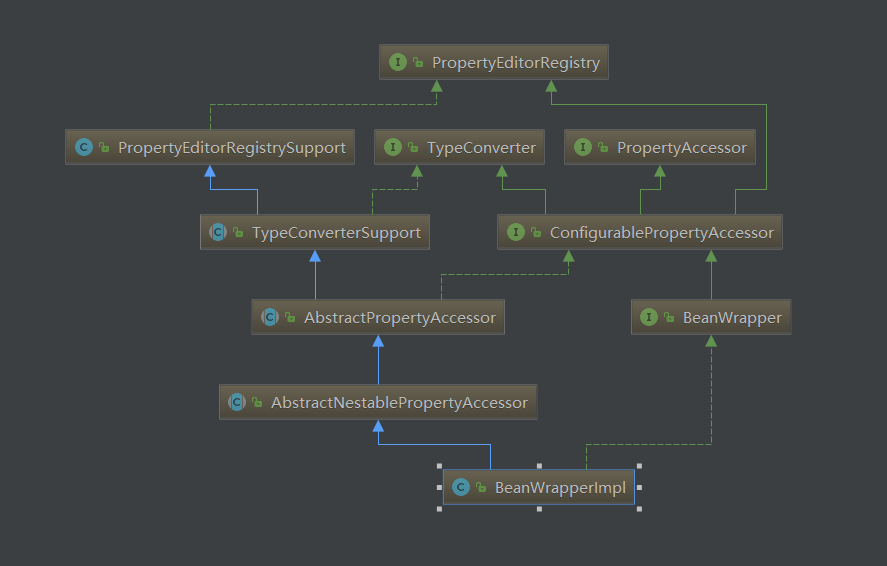 I PropertyEditorRegistry
C PropertyEditorRegistrySupport
I TypeConverter
I PropertyAccessor
C TypeConverterSupport
I ConfigurablePropertyAccessor
C AbstractPropertyAccessor
I BeanWrapper
C AbstractNestablePropertyAccessor
C BeanWrapperImpl